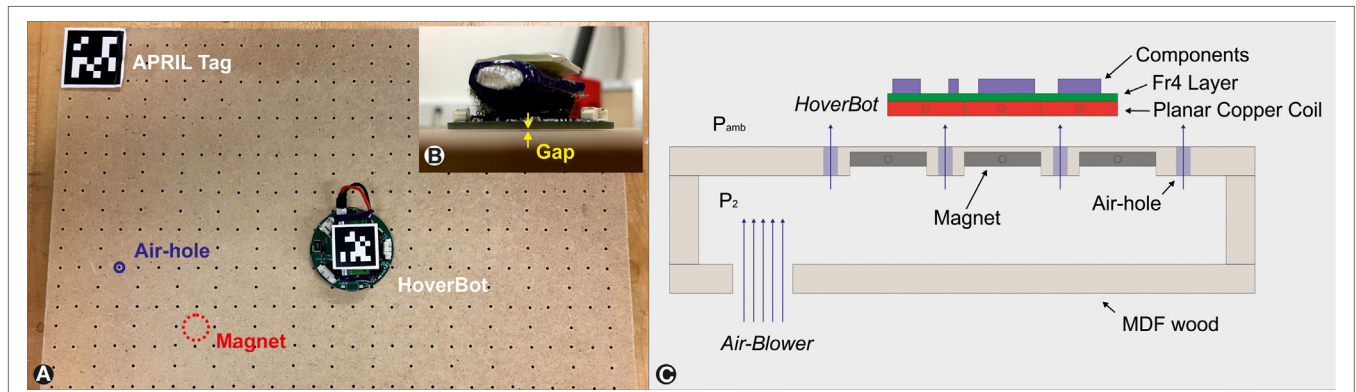 APRIL Tag
B
Gap
Air-hole
HoverBot
Magnet
A
Components
Fr4 Layer
HoverBot
Planar Copper Coil
Pamb
P2
Magnet
Air-hole
MDF wood
Air-Blower
C